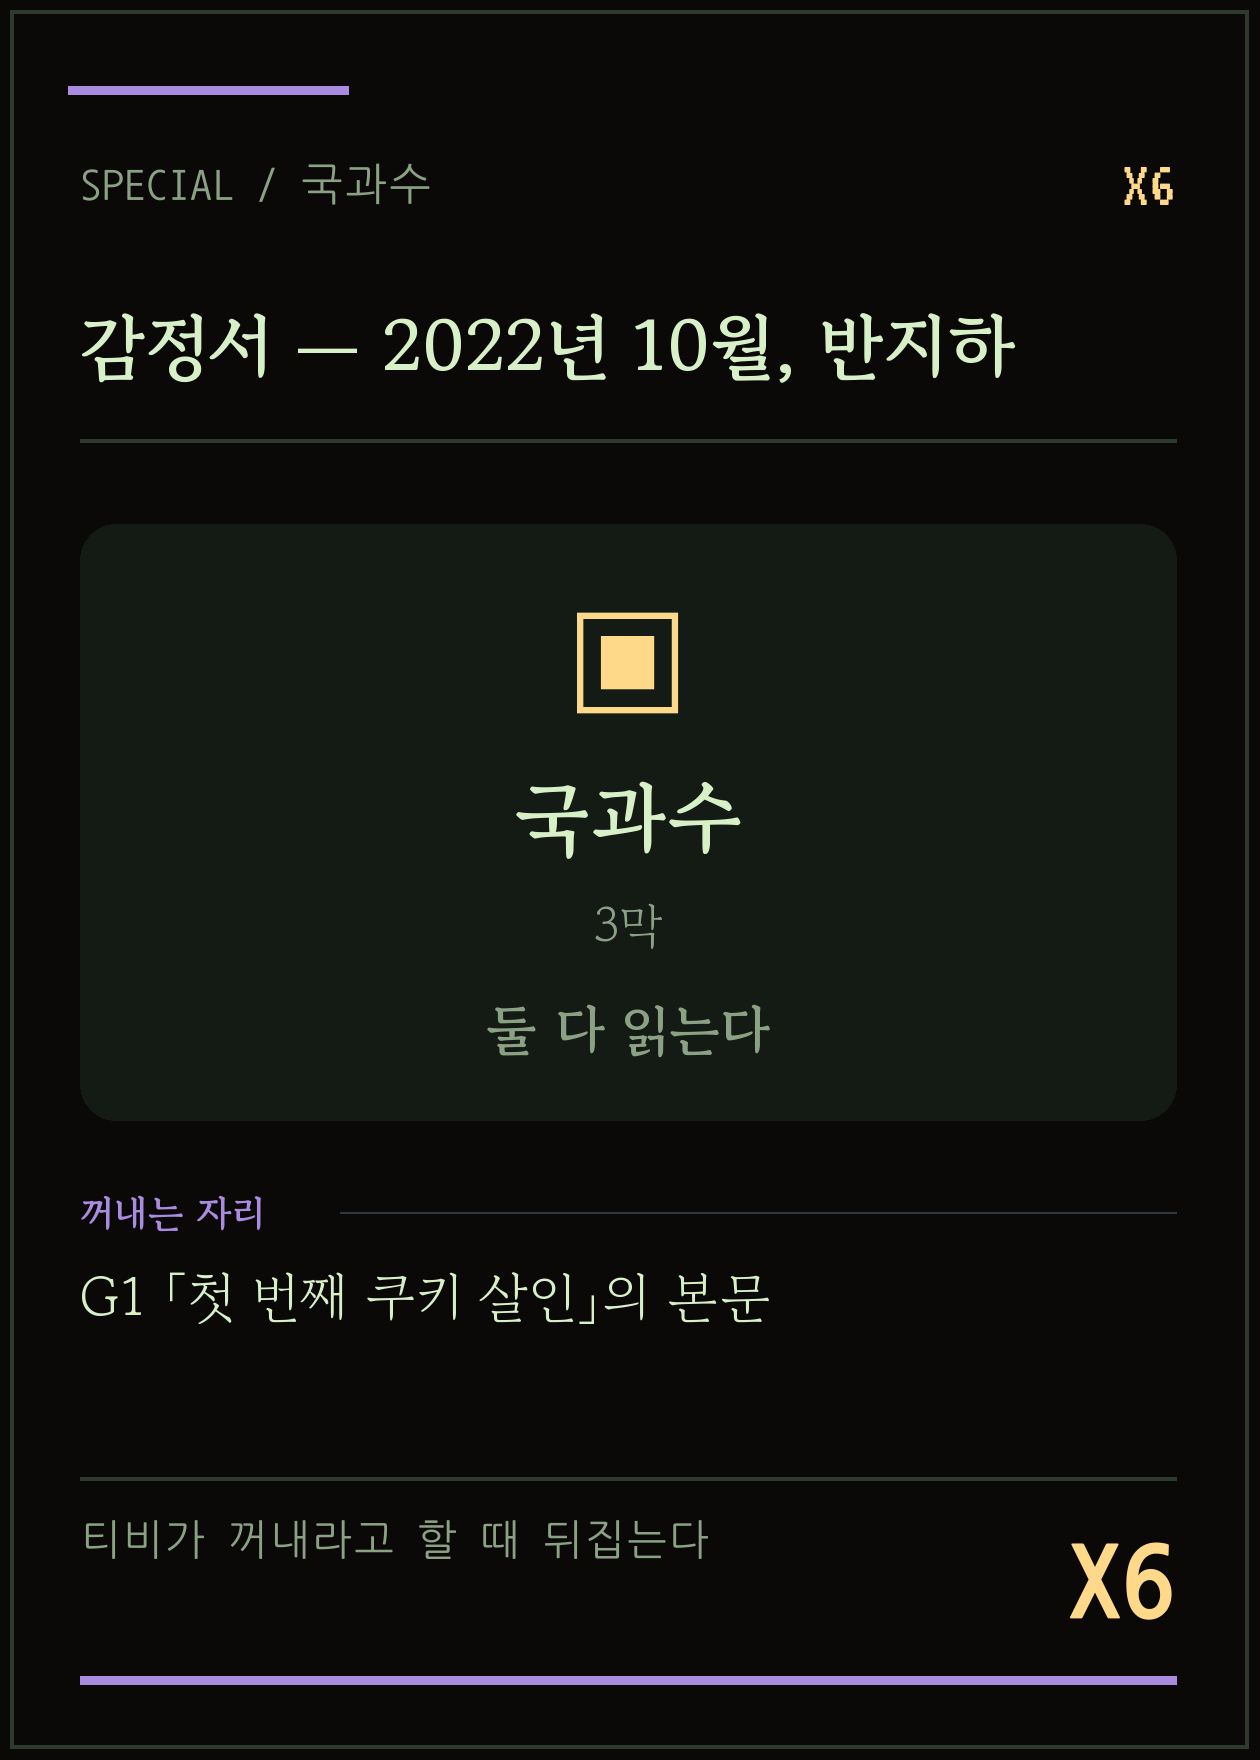 SPECIAL / 국과수
X6
감정서 — 2022년 10월, 반지하
국과수
3막
둘 다 읽는다
꺼내는 자리
G1 「첫 번째 쿠키 살인」의 본문
티비가 꺼내라고 할 때 뒤집는다
X6